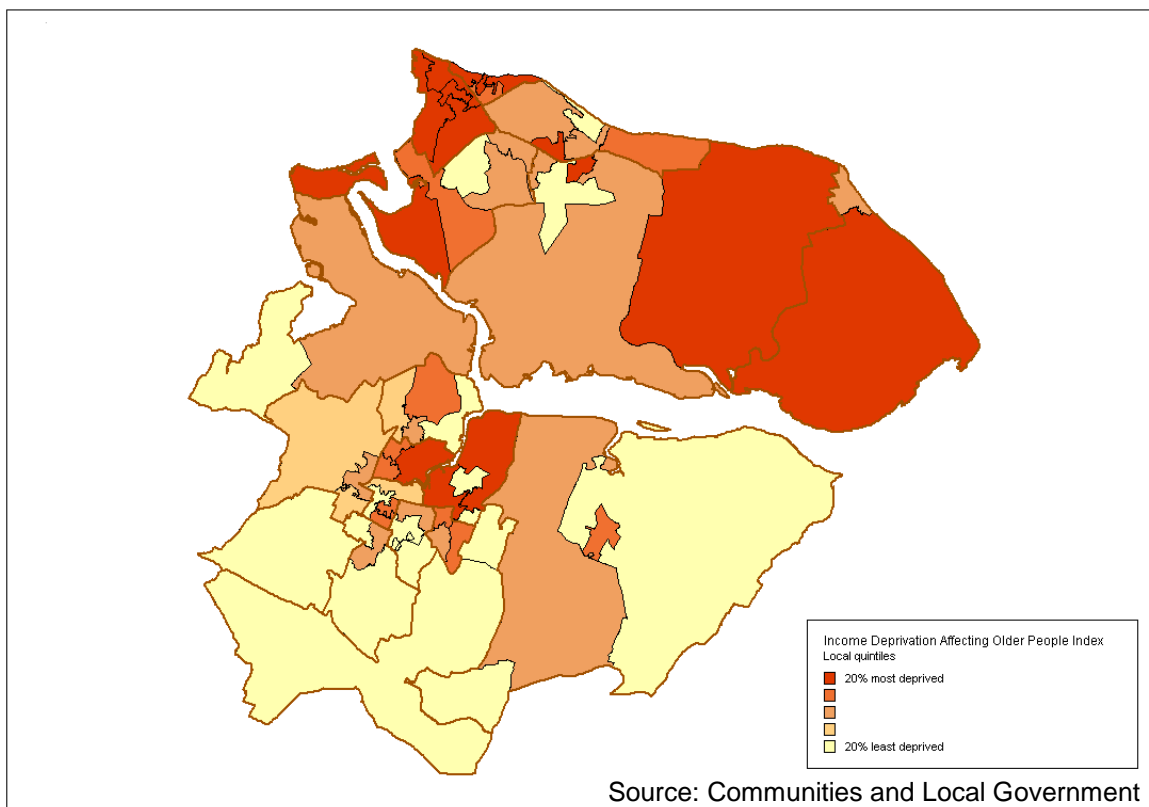 Income Deprivation Affecting Older People Index
Local quintiles
20% most deprived
20% least deprived
Source: Communities and Local Government